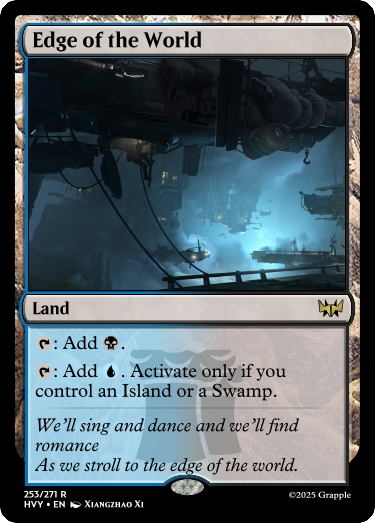 Edge of the World
Land
: Add .
: Add . Activate only if you
control an Island or a Swamp.
We'll sing and dance and we'll find
romance
As we stroll to the edge of the world.
253/271 R
HVY • EN Xiangzhao Xi
©2025 Grapple